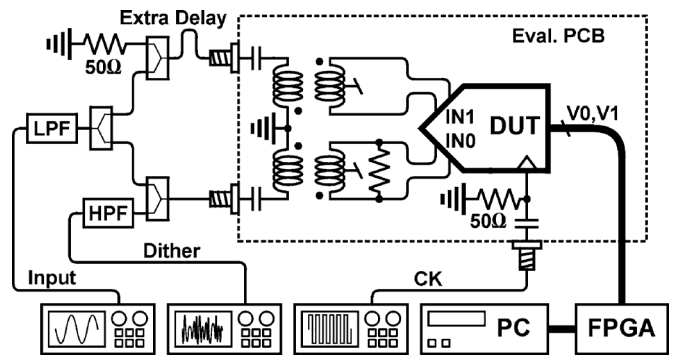 Extra Delay
Eval. PCB
50Ω
LPF
IN1
IN0
DUT
V0,V1
HPF
50Ω
Dither
Input
CK
PC
FPGA